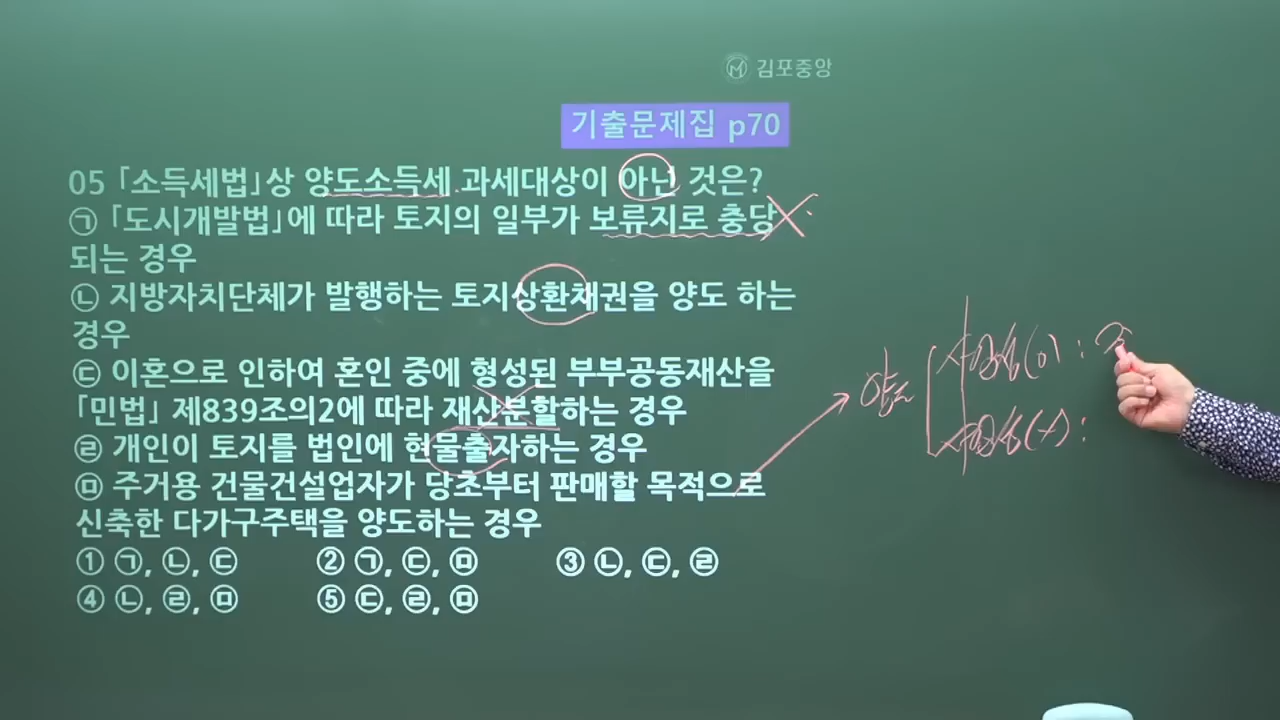 김포중앙
기출문제집 p70
05 「소득세법」상 양도소득세 과세대상이 아닌 것은?
㉠ 「도시개발법」에 따라 토지의 일부가 보류지로 충당
되는 경우
㉡ 지방자치단체가 발행하는 토지상환채권을 양도 하는
경우
㉢ 이혼으로 인하여 혼인 중에 형성된 부부공동재산을
「민법」 제839조의2에 따라 재산분할하는 경우
㉣ 개인이 토지를 법인에 현물출자하는 경우
㉤ 주거용 건물건설업자가 당초부터 판매할 목적으로
신축한 다가구주택을 양도하는 경우
① ㉠, ㉡, ㉢ ② ㉠, ㉢, ㉤ ③ ㉡, ㉢, ㉣
④ ㉡, ㉣, ㉤ ⑤ ㉢, ㉣, ㉤
양도
사업성(O) :
사업성(X) :